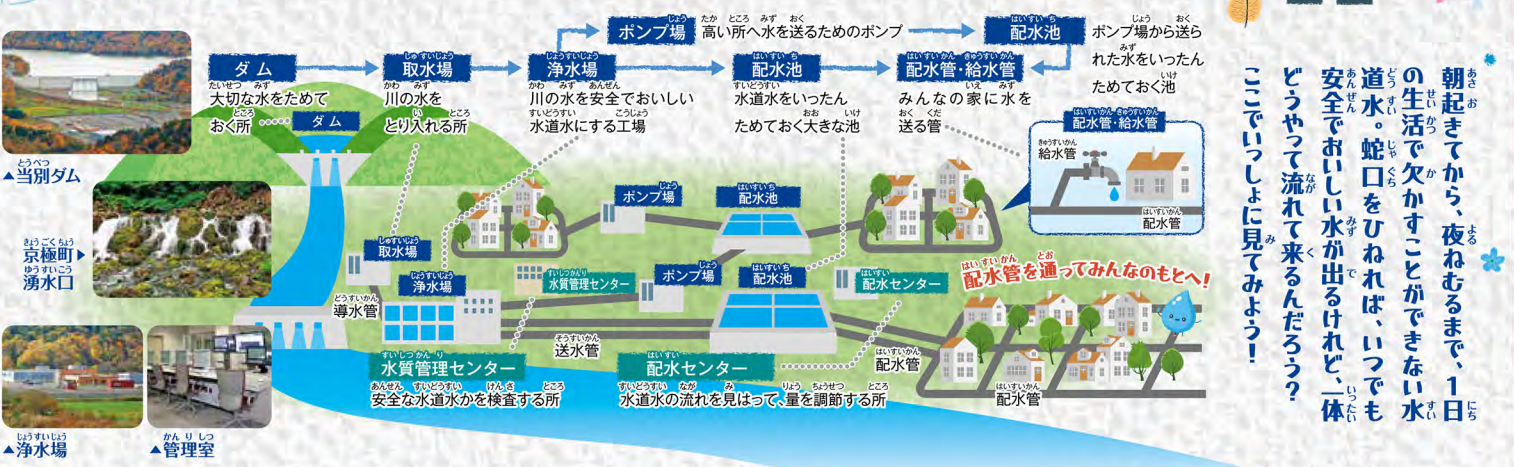 朝起きてから、夜ねむるまで、1日
の生活で欠かすことができない水
道水。蛇口をひねれば、いつでも
安全でおいしい水が出るけれど、一体
どうやって流れて来るんだろう?
ここでいっしょに見てみよう!
ダム
大切な水をためて
おく所
取水場
川の水を
とり入れる所
浄水場
川の水を安全でおいしい
水道水にする工場
ポンプ場
高い所へ水を送るためのポンプ
配水池
ポンプ場から送ら
れた水をいったん
ためておく池
配水池
水道水をいったん
ためておく大きな池
配水管・給水管
みんなの家に水を
送る管
配水管・給水管
給水管
配水管
ダム
▲当別ダム
京極町▶
湧水口
▲浄水場
▲管理室
取水場
導水管
浄水場
水質管理センター
ポンプ場
配水池
ポンプ場
配水池
配水センター
配水管を通ってみんなのもとへ!
送水管
配水管
配水管
水質管理センター
安全な水道水かを検査する所
配水センター
水道水の流れを見はって、量を調節する所